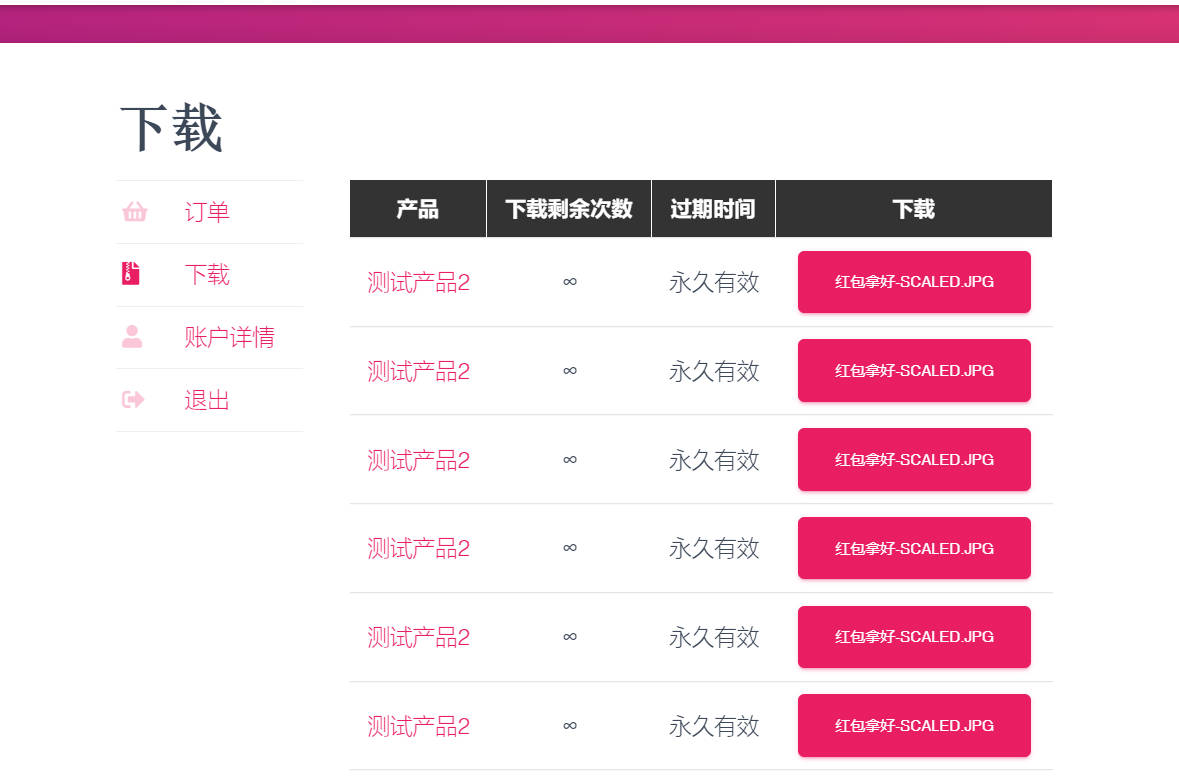 下载
订单
下载
账户详情
退出
产品 下载剩余次数 过期时间 下载
测试产品2 ∞ 永久有效 红包拿好-SCALED.JPG
测试产品2 ∞ 永久有效 红包拿好-SCALED.JPG
测试产品2 ∞ 永久有效 红包拿好-SCALED.JPG
测试产品2 ∞ 永久有效 红包拿好-SCALED.JPG
测试产品2 ∞ 永久有效 红包拿好-SCALED.JPG
测试产品2 ∞ 永久有效 红包拿好-SCALED.JPG